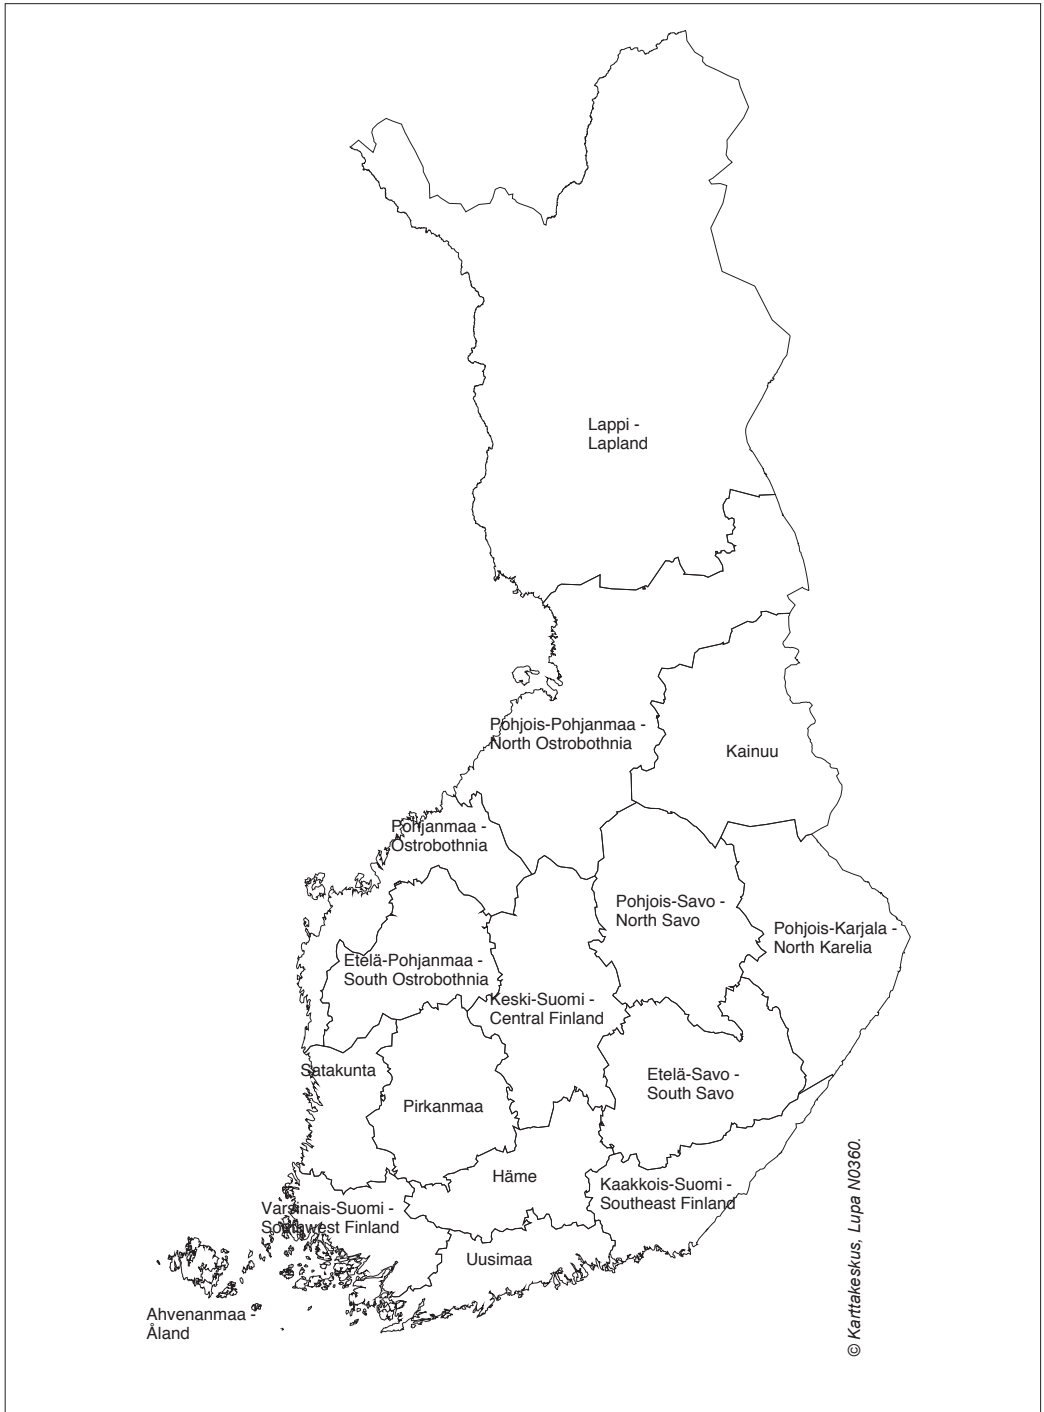 Lappi -
Lapland
Pohjois-Pohjanmaa -
North Ostrobothnia
Kainuu
Pohjanmaa -
Ostrobothnia
Pohjois-Savo -
North Savo
Pohjois-Karjala -
North Karelia
Etelä-Pohjanmaa -
South Ostrobothnia
Keski-Suomi -
Central Finland
Satakunta
Etelä-Savo -
South Savo
Pirkanmaa
Häme
Kaakkois-Suomi -
Southeast Finland
Varsinais-Suomi -
Southwest Finland
Uusimaa
Ahvenanmaa -
Åland
© Karttakeskus, Lupa N0360.